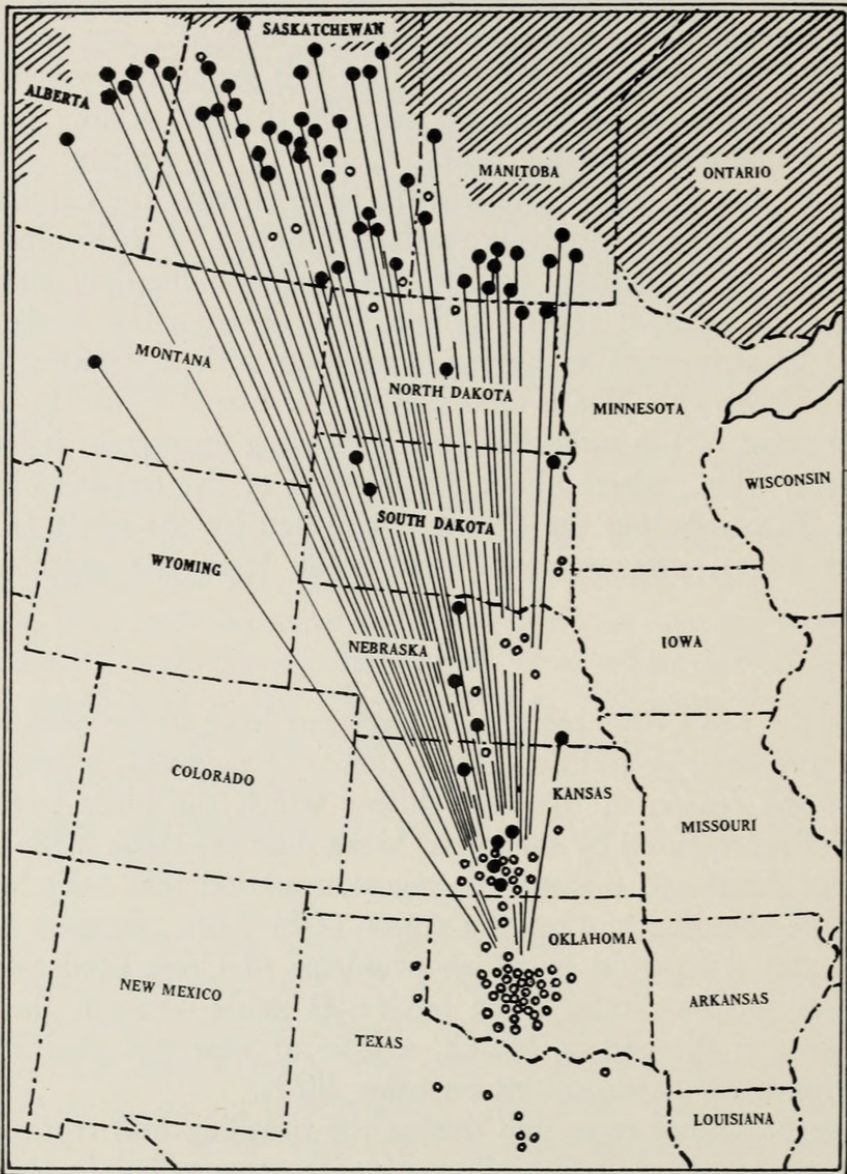 SASKATCHEWAN
ALBERTA
MANITOBA
ONTARIO
MONTANA
NORTH DAKOTA
MINNESOTA
WISCONSIN
SOUTH DAKOTA
WYOMING
NEBRASKA
IOWA
COLORADO
KANSAS
MISSOURI
OKLAHOMA
NEW MEXICO
ARKANSAS
TEXAS
LOUISIANA